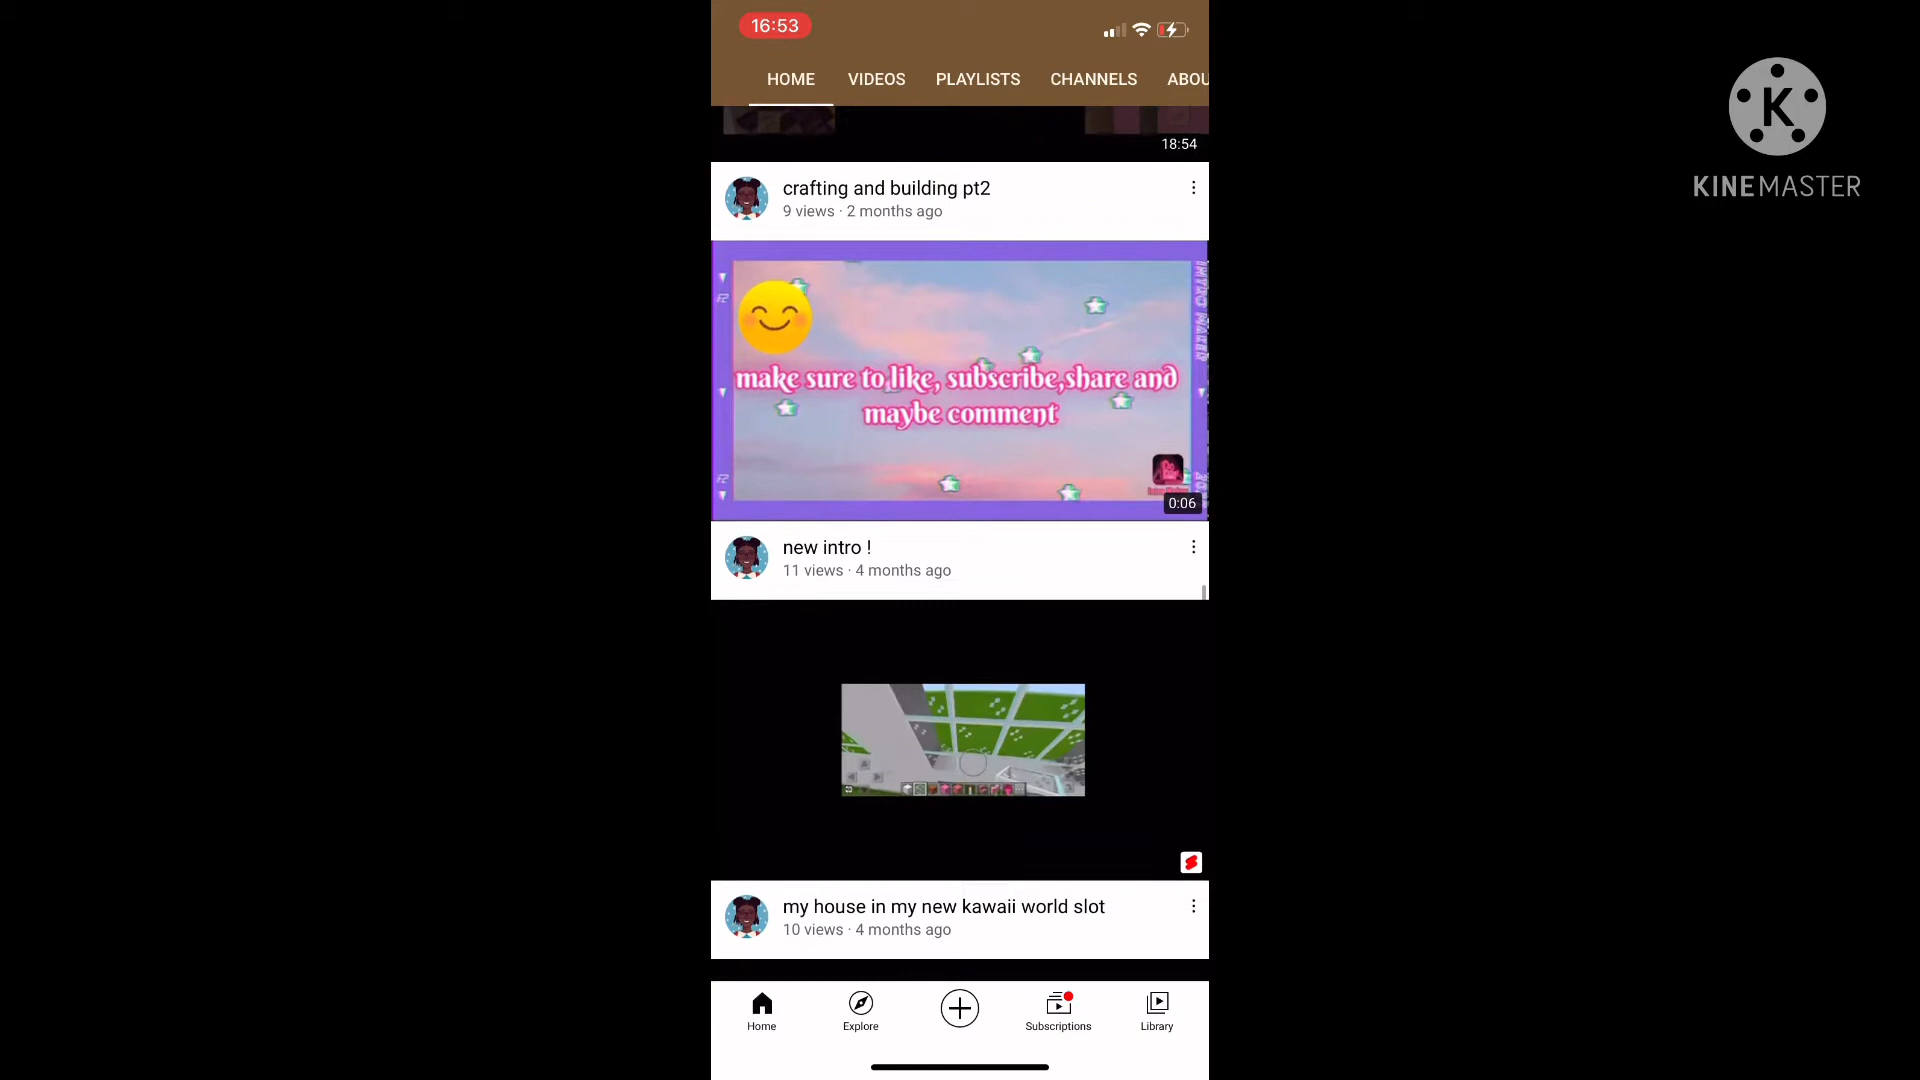 16:53
HOME VIDEOS PLAYLISTS CHANNELS ABOU
18:54
crafting and building pt2
9 views · 2 months ago
make sure to like, subscribe,share and
maybe comment
0:06
new intro !
11 views · 4 months ago
my house in my new kawaii world slot
10 views · 4 months ago
Home Explore Subscriptions Library
K
KINEMASTER